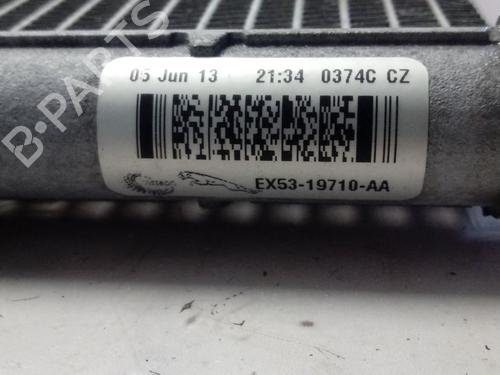 05 Jun 13 21:34 0374C CZ
EX53-19710-AA
B-PARTS